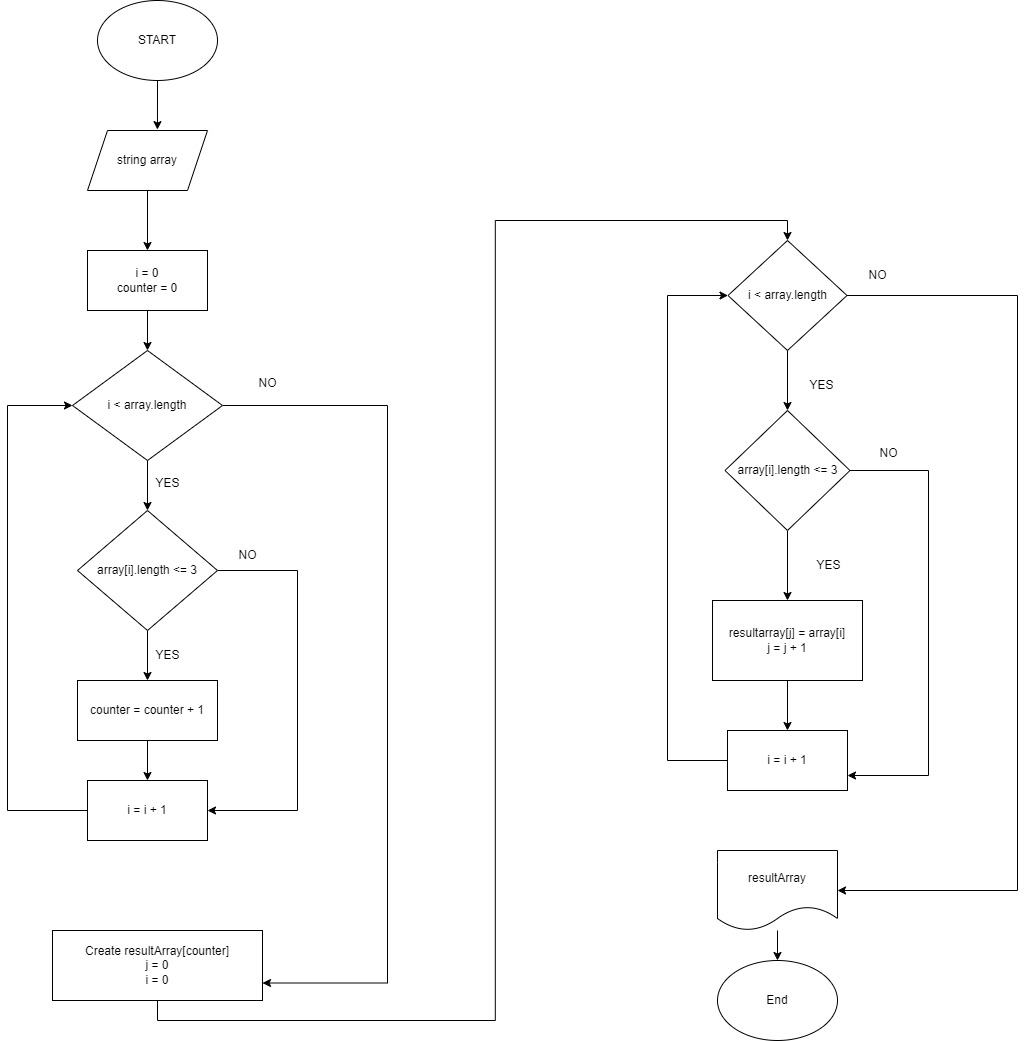 START
string array
i = 0
counter = 0
i < array.length
NO
YES
array[i].length <= 3
NO
YES
counter = counter + 1
i = i + 1
Create resultArray[counter]
j = 0
i = 0
i < array.length
NO
YES
array[i].length <= 3
NO
YES
resultarray[j] = array[i]
j = j + 1
i = i + 1
resultArray
End